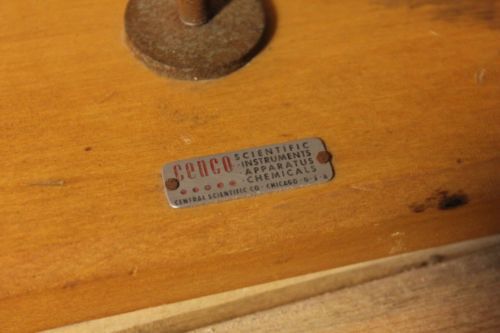 cenco
SCIENTIFIC
·INSTRUMENTS
·APPARATUS
·CHEMICALS
CENTRAL SCIENTIFIC CO· CHICAGO·U·S·A